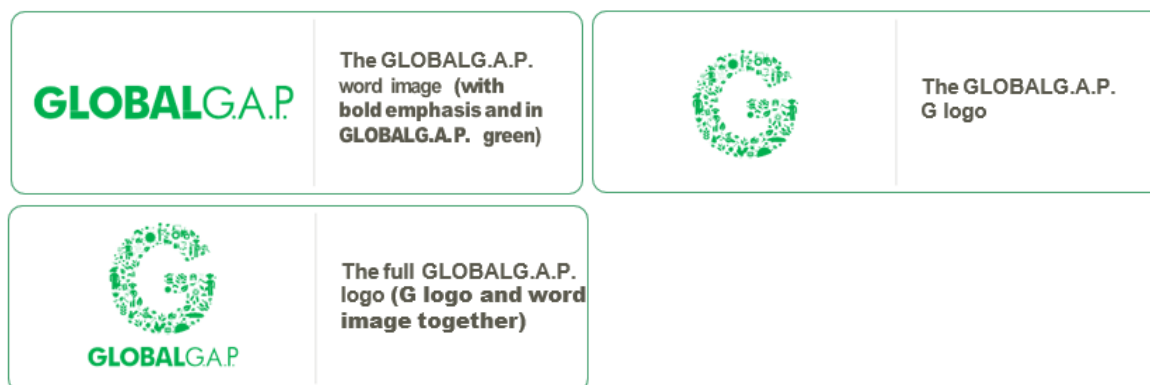 GLOBALG.A.P.
The GLOBALG.A.P.
word image (with
bold emphasis and in
GLOBALG.A.P. green)
G
The GLOBALG.A.P.
G logo
G
GLOBALG.A.P.
The full GLOBALG.A.P.
logo (G logo and word
image together)